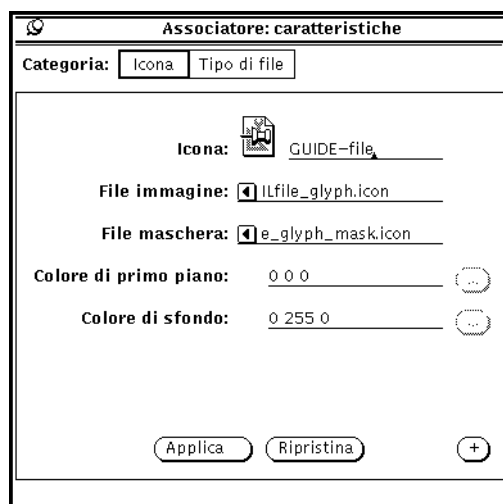 Associatore: caratteristiche
Categoria: Icona Tipo di file
Icona: GUIDE-file
File immagine: ILfile_glyph.icon
File maschera: e_glyph_mask.icon
Colore di primo piano: 0 0 0 ...
Colore di sfondo: 0 255 0 ...
Applica Ripristina +